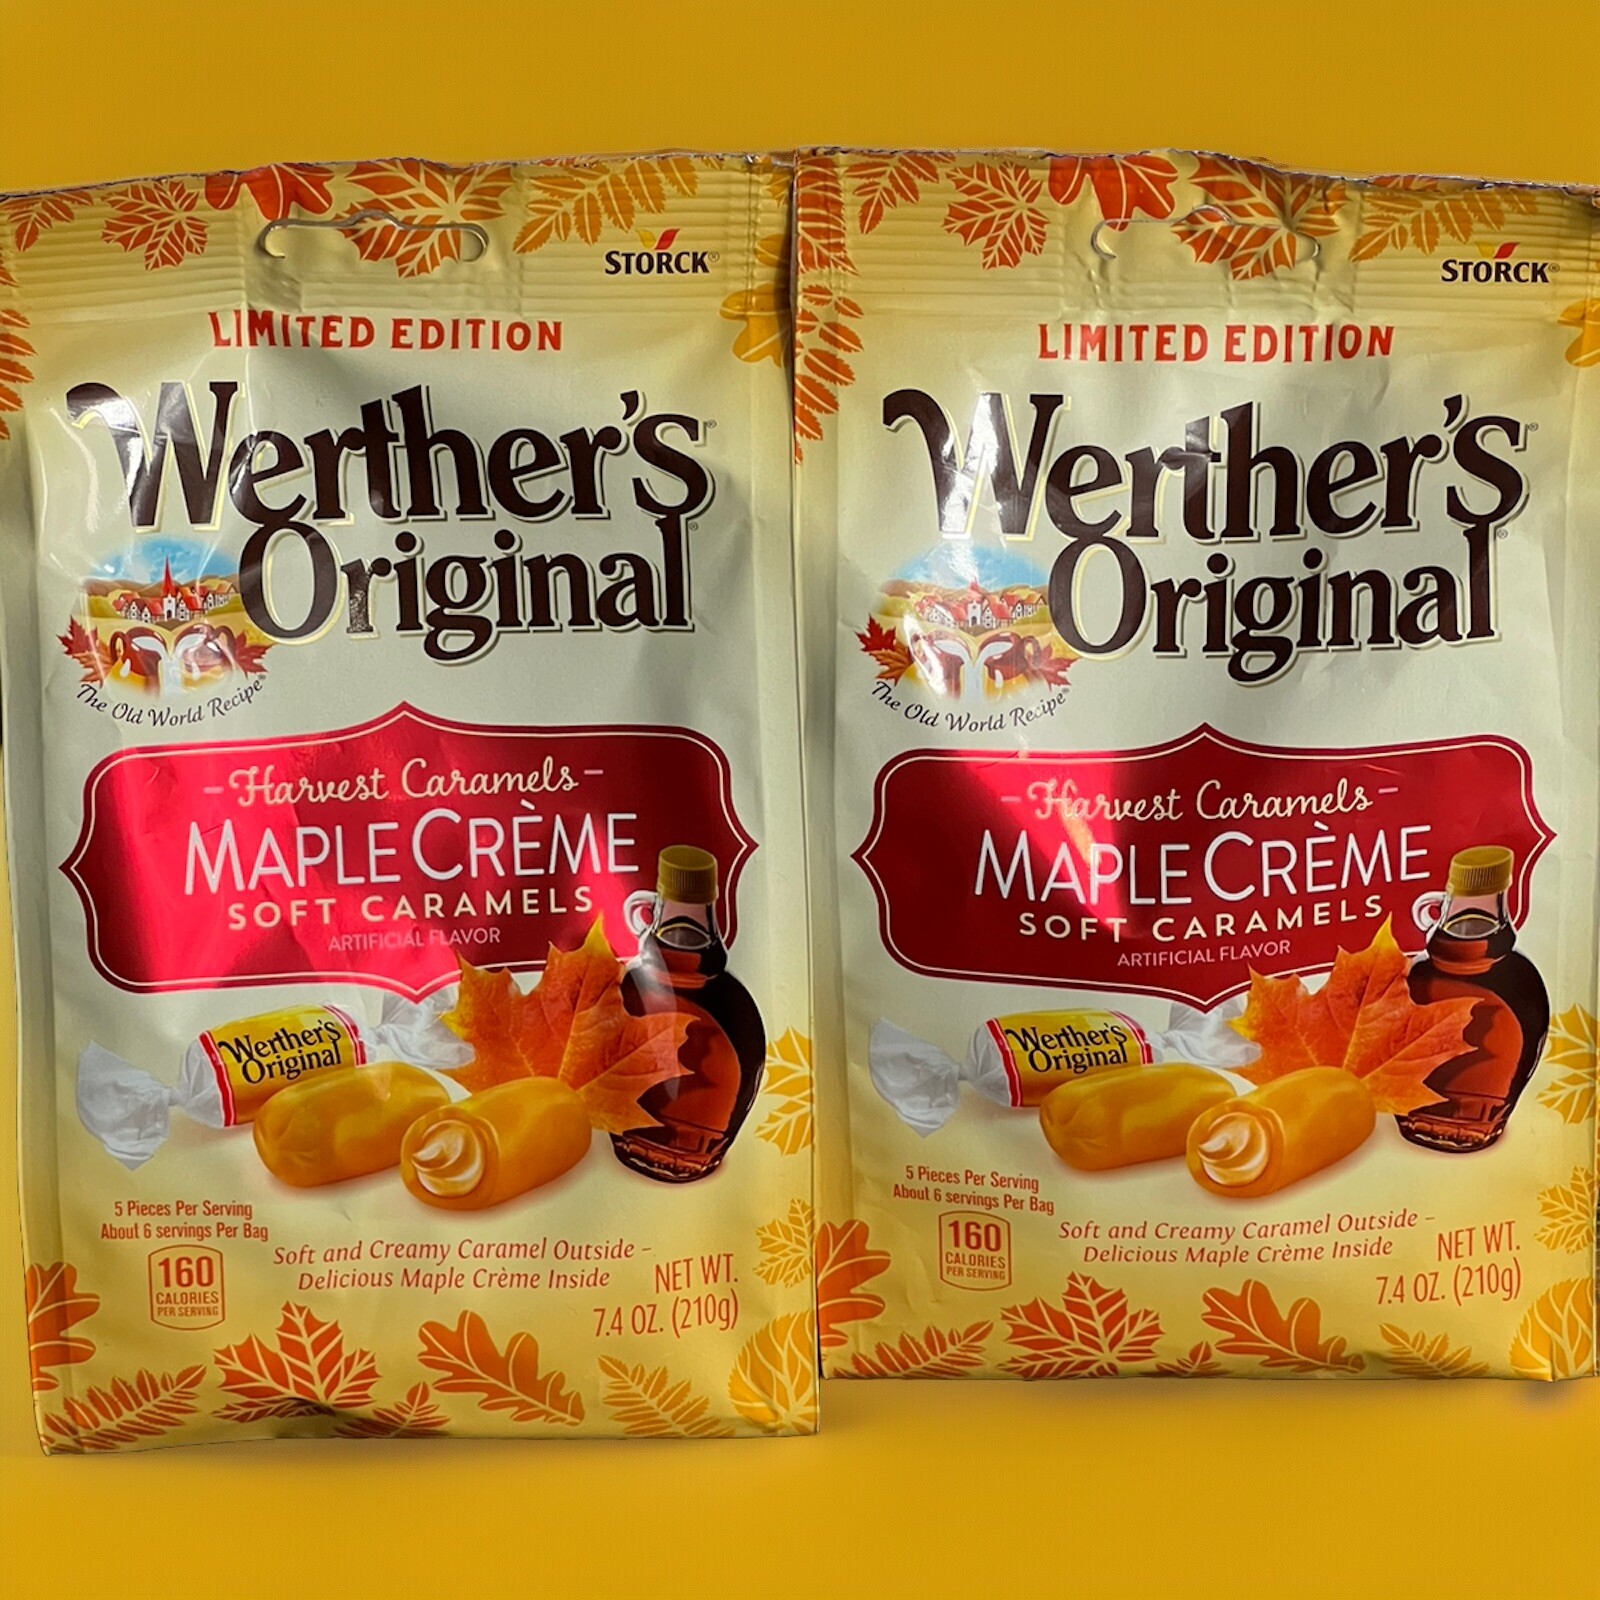 STORCK®
LIMITED EDITION
Werther's®
Original®
The Old World Recipe®
- Harvest Caramels -
MAPLE CRÈME
SOFT CARAMELS
ARTIFICIAL FLAVOR
Werther's
Original
5 Pieces Per Serving
About 6 servings Per Bag
160
CALORIES
PER SERVING
Soft and Creamy Caramel Outside –
Delicious Maple Crème Inside
NET WT.
7.4 OZ. (210g)
STORCK®
LIMITED EDITION
Werther's®
Original®
The Old World Recipe®
- Harvest Caramels -
MAPLE CRÈME
SOFT CARAMELS
ARTIFICIAL FLAVOR
Werther's
Original
5 Pieces Per Serving
About 6 servings Per Bag
160
CALORIES
PER SERVING
Soft and Creamy Caramel Outside –
Delicious Maple Crème Inside
NET WT.
7.4 OZ. (210g)